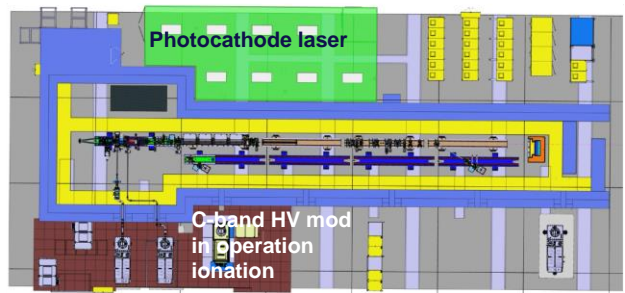 Photocathode laser
C-band HV mod
in operation
ionation